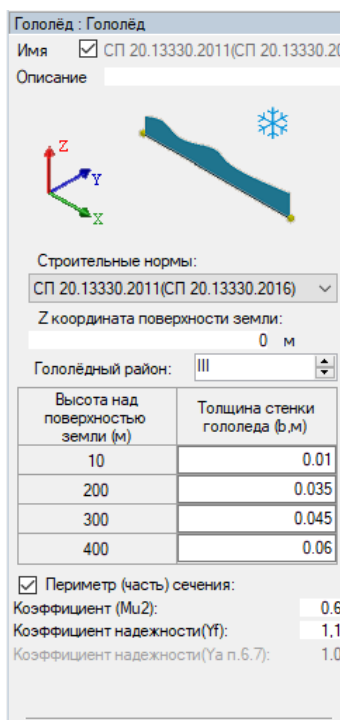 Гололёд : Гололёд
Имя СП 20.13330.2011(СП 20.13330.20
Описание
Z
Y
X
Строительные нормы:
СП 20.13330.2011(СП 20.13330.2016)
Z координата поверхности земли:
0 м
Гололёдный район: III
Высота над поверхностью земли (м) Толщина стенки гололеда (b,м)
10 0.01
200 0.035
300 0.045
400 0.06
Периметр (часть) сечения:
Коэффициент (Mu2): 0.6
Коэффициент надежности(Yf): 1,1
Коэффициент надежности(Ya п.6.7): 1.0